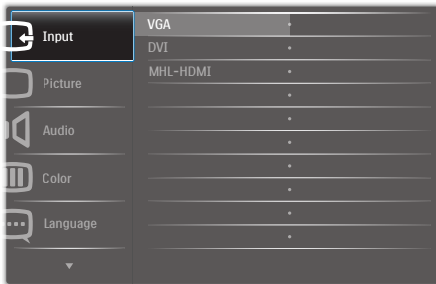 Input
Picture
Audio
Color
Language
VGA
DVI
MHL-HDMI